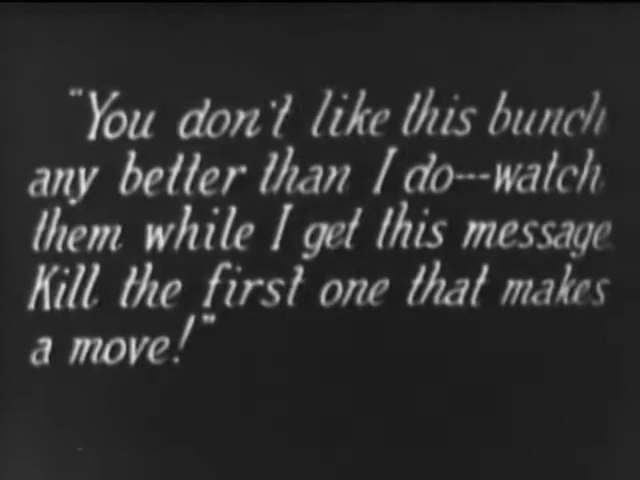 "You don't like this bunch
any better than I do---watch
them while I get this message
Kill the first one that makes
a move!"